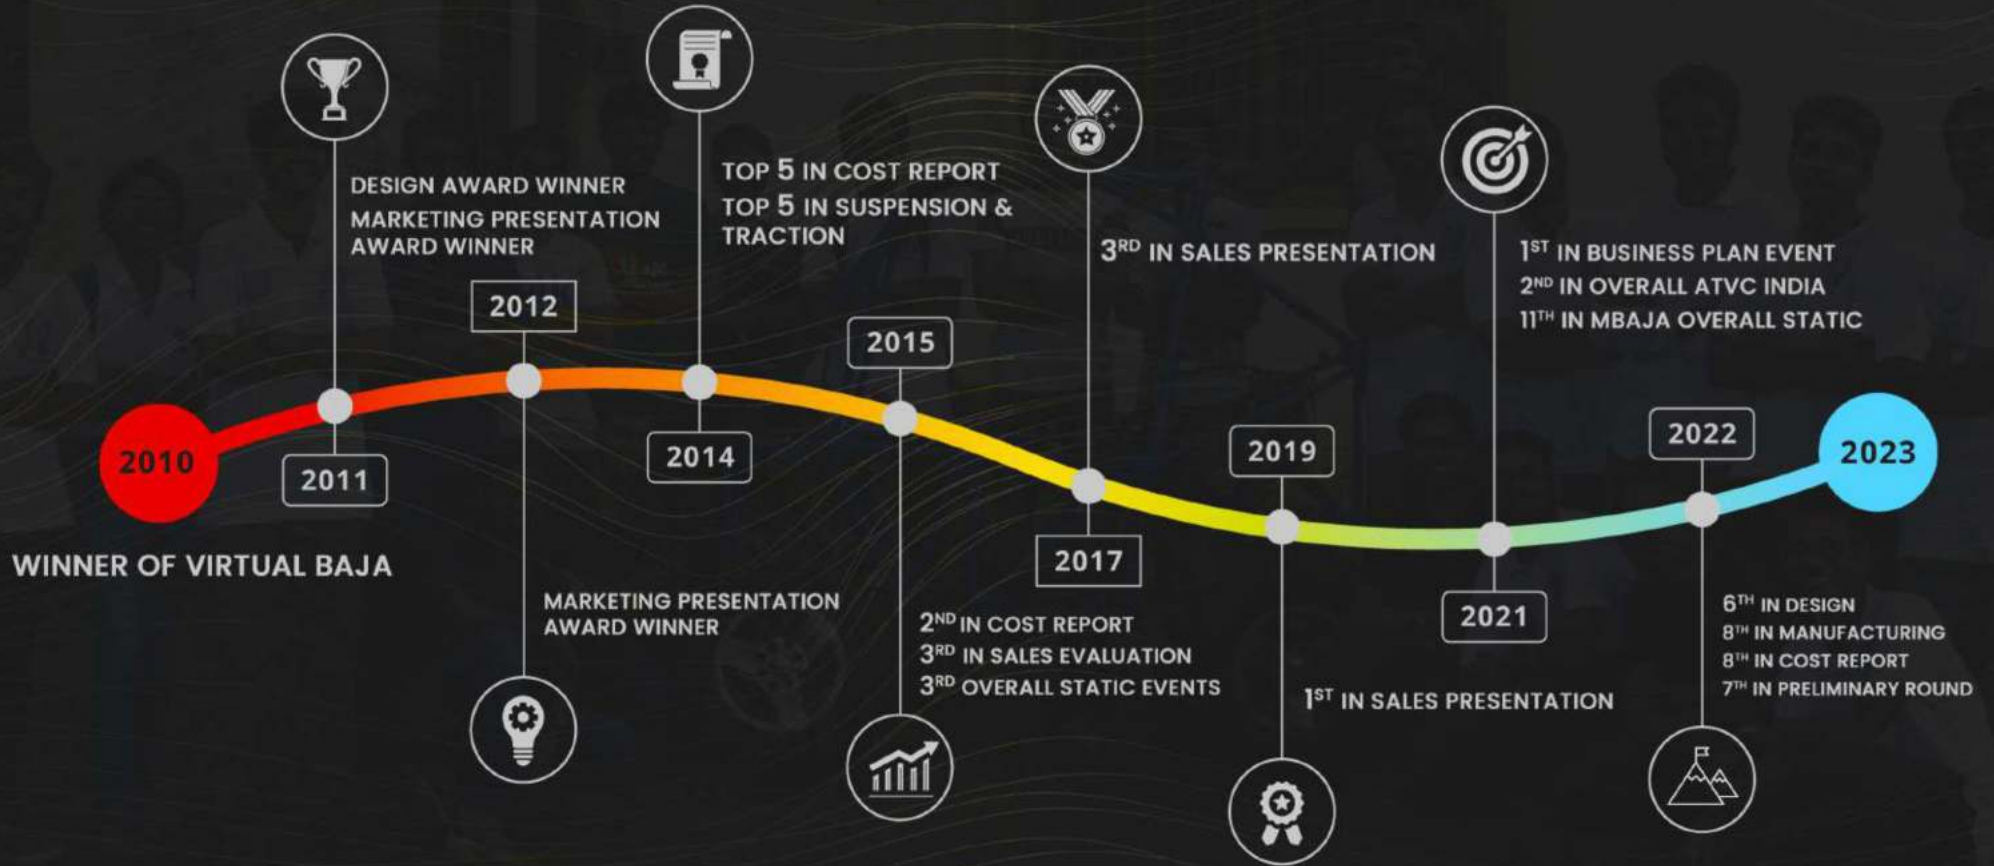 2010
WINNER OF VIRTUAL BAJA
DESIGN AWARD WINNER
MARKETING PRESENTATION
AWARD WINNER
2011
2012
MARKETING PRESENTATION
AWARD WINNER
TOP 5 IN COST REPORT
TOP 5 IN SUSPENSION &
TRACTION
2014
2015
2ND IN COST REPORT
3RD IN SALES EVALUATION
3RD OVERALL STATIC EVENTS
3RD IN SALES PRESENTATION
2017
2019
1ST IN SALES PRESENTATION
1ST IN BUSINESS PLAN EVENT
2ND IN OVERALL ATVC INDIA
11TH IN MBAJA OVERALL STATIC
2021
2022
6TH IN DESIGN
8TH IN MANUFACTURING
8TH IN COST REPORT
7TH IN PRELIMINARY ROUND
2023